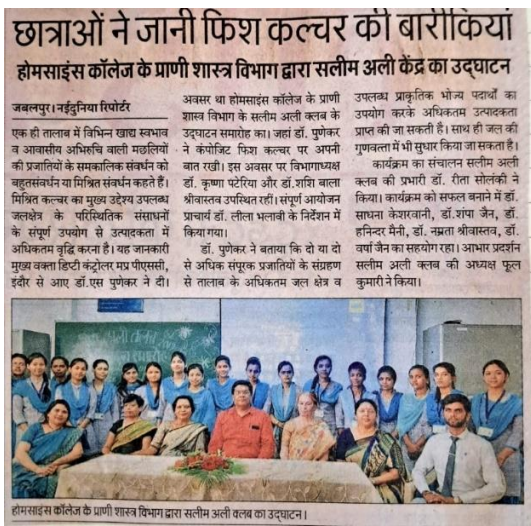 छात्राओं ने जानी फिश कल्चर की बारीकियां
होमसाइंस कॉलेज के प्राणी शास्त्र विभाग द्वारा सलीम अली केंद्र का उद्घाटन
जबलपुर। नईदुनिया रिपोर्टर
एक ही तालाब में विभिन्न खाद्य स्वभाव
व आवासीय अभिरुचि वाली मछलियों
की प्रजातियों के समकालिक संवर्धन को
बहुसंवर्धन या मिश्रित संवर्धन कहते हैं।
मिश्रित कल्चर का मुख्य उद्देश्य उपलब्ध
जलक्षेत्र के परिस्थितिक संसाधनों
के संपूर्ण उपयोग से उत्पादकता में
अधिकतम वृद्धि करना है। यह जानकारी
मुख्य वक्ता डिप्टी कंट्रोलर मप्र पीएससी,
इंदौर से आए डॉ.एस पुणेकर ने दी।
अवसर था होमसाइंस कॉलेज के प्राणी
शास्त्र विभाग के सलीम अली क्लब के
उद्घाटन समारोह का। जहां डॉ. पुणेकर
ने कंपोजिट फिश कल्चर पर अपनी
बात रखी। इस अवसर पर विभागाध्यक्ष
डॉ. कृष्णा पटेरिया और डॉ.शशि बाला
श्रीवास्तव उपस्थित रहीं। संपूर्ण आयोजन
प्राचार्य डॉ. लीला भलावी के निर्देशन में
किया गया।
डॉ. पुणेकर ने बताया कि दो या दो
से अधिक संपूरक प्रजातियों के संग्रहण
से तालाब के अधिकतम जल क्षेत्र व
उपलब्ध प्राकृतिक भोज्य पदार्थों का
उपयोग करके अधिकतम उत्पादकता
प्राप्त की जा सकती है। साथ ही जल की
गुणवत्ता में भी सुधार किया जा सकता है।
कार्यक्रम का संचालन सलीम अली
क्लब की प्रभारी डॉ. रीता सोलंकी ने
किया। कार्यक्रम को सफल बनाने में डॉ.
साधना केशरवानी, डॉ.शंपा जैन, डॉ.
हनिंदर मैनी, डॉ. नम्रता श्रीवास्तव, डॉ.
वर्षा जैन का सहयोग रहा। आभार प्रदर्शन
सलीम अली क्लब की अध्यक्ष फूल
कुमारी ने किया।
होमसाइंस कॉलेज के प्राणी शास्त्र विभाग द्वारा सलीम अली क्लब का उद्घाटन।